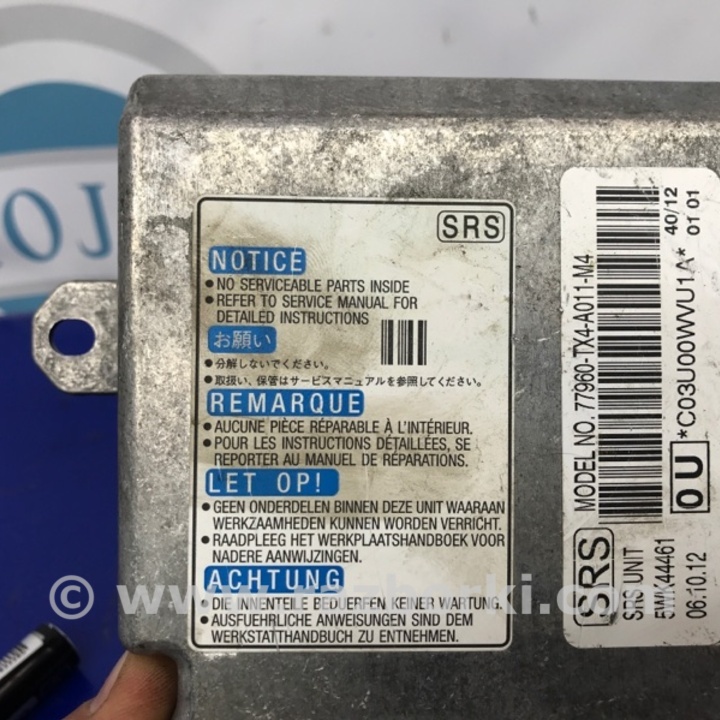 SRS
NOTICE
● NO SERVICEABLE PARTS INSIDE
● REFER TO SERVICE MANUAL FOR
DETAILED INSTRUCTIONS
お願い
● 分解しないでください。
● 取扱い、保管はサービスマニュアルを参照してください。
REMARQUE
● AUCUNE PIÈCE RÉPARABLE À L'INTÉRIEUR.
● POUR LES INSTRUCTIONS DÉTAILLÉES, SE
REPORTER AU MANUEL DE RÉPARATIONS.
LET OP!
● GEEN ONDERDELEN BINNEN DEZE UNIT WAARAAN
WERKZAAMHEDEN KUNNEN WORDEN VERRICHT.
● RAADPLEEG HET WERKPLAATSHANDBOEK VOOR
NADERE AANWIJZINGEN.
ACHTUNG
● DIE INNENTEILE BEDUERFEN KEINER WARTUNG.
● AUSFUEHRLICHE ANWEISUNGEN SIND DEM
WERKSTATTHANDBUCH ZU ENTNEHMEN.
SRS
MODEL NO. 77960-TX4-A011-M4
SRS UNIT
5WK44461
06.10.12
0U
*C03U00WVU1A*
40/12
01 01